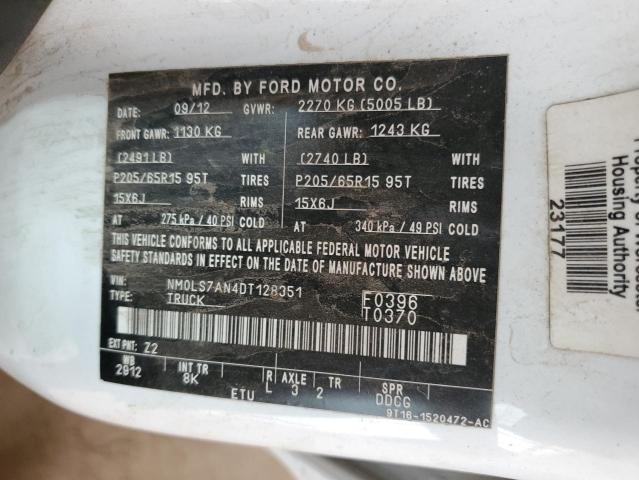 MFD. BY FORD MOTOR CO.
DATE: 09/12 GVWR: 2270 KG (5005 LB)
FRONT GAWR: 1130 KG REAR GAWR: 1243 KG
(2491 LB) WITH (2740 LB) WITH
P205/65R15 95T TIRES P205/65R15 95T TIRES
15X6J RIMS 15X6J RIMS
AT 275 kPa / 40 PSI COLD AT 340 kPa / 49 PSI COLD
THIS VEHICLE CONFORMS TO ALL APPLICABLE FEDERAL MOTOR VEHICLE
SAFETY STANDARDS IN EFFECT ON THE DATE OF MANUFACTURE SHOWN ABOVE
VIN: NM0LS7AN4DT128351 F0396
TYPE: TRUCK T0370
EXT PNT: Z2
WB INT TR R AXLE TR SPR
2912 8K L 3 2 DDCG
ETU
9T16-1520472-AC
Housing Authority
23177